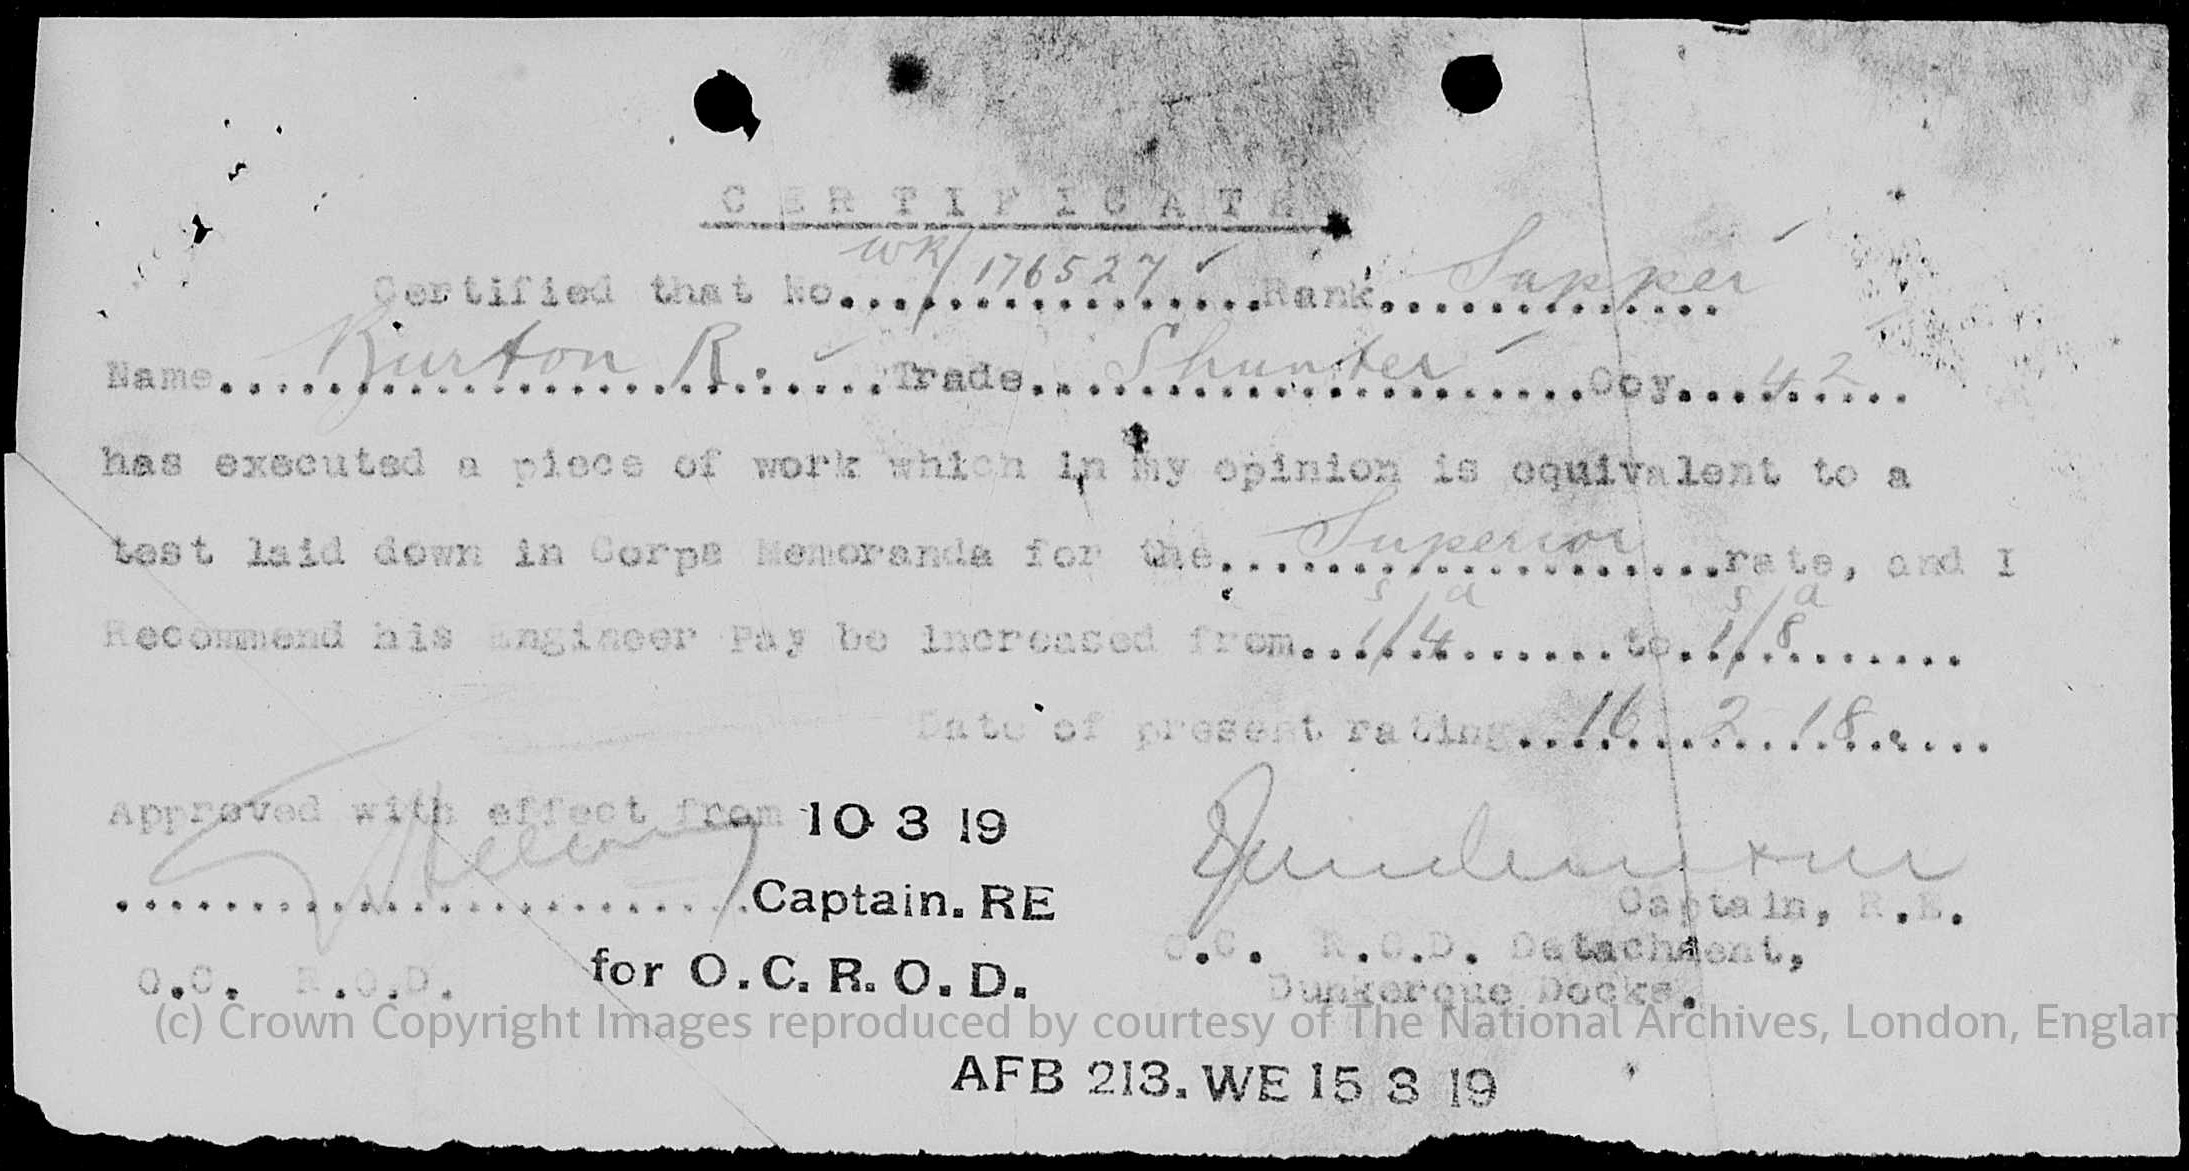 CERTIFICATE
Certified that No. WR/176527 Rank. Sapper
Name. Burton R. Trade. Shunter Coy. 42
has executed a piece of work which in my opinion is equivalent to a
test laid down in Corps Memoranda for the. Superior rate, and I
s d s d
Recommend his Engineer Pay be increased from. 1/4 to. 1/8
Date of present rating. 16 2 18.
Approved with effect from 10 3 19
Captain. RE
Captain, R.E.
for O.C. R.O.D.
O.C. R.O.D.
O.C. R.O.D. Detachment,
Dunkerque Docks.
(c) Crown Copyright Images reproduced by courtesy of The National Archives, London, Englan
AFB 213. WE 15 3 19